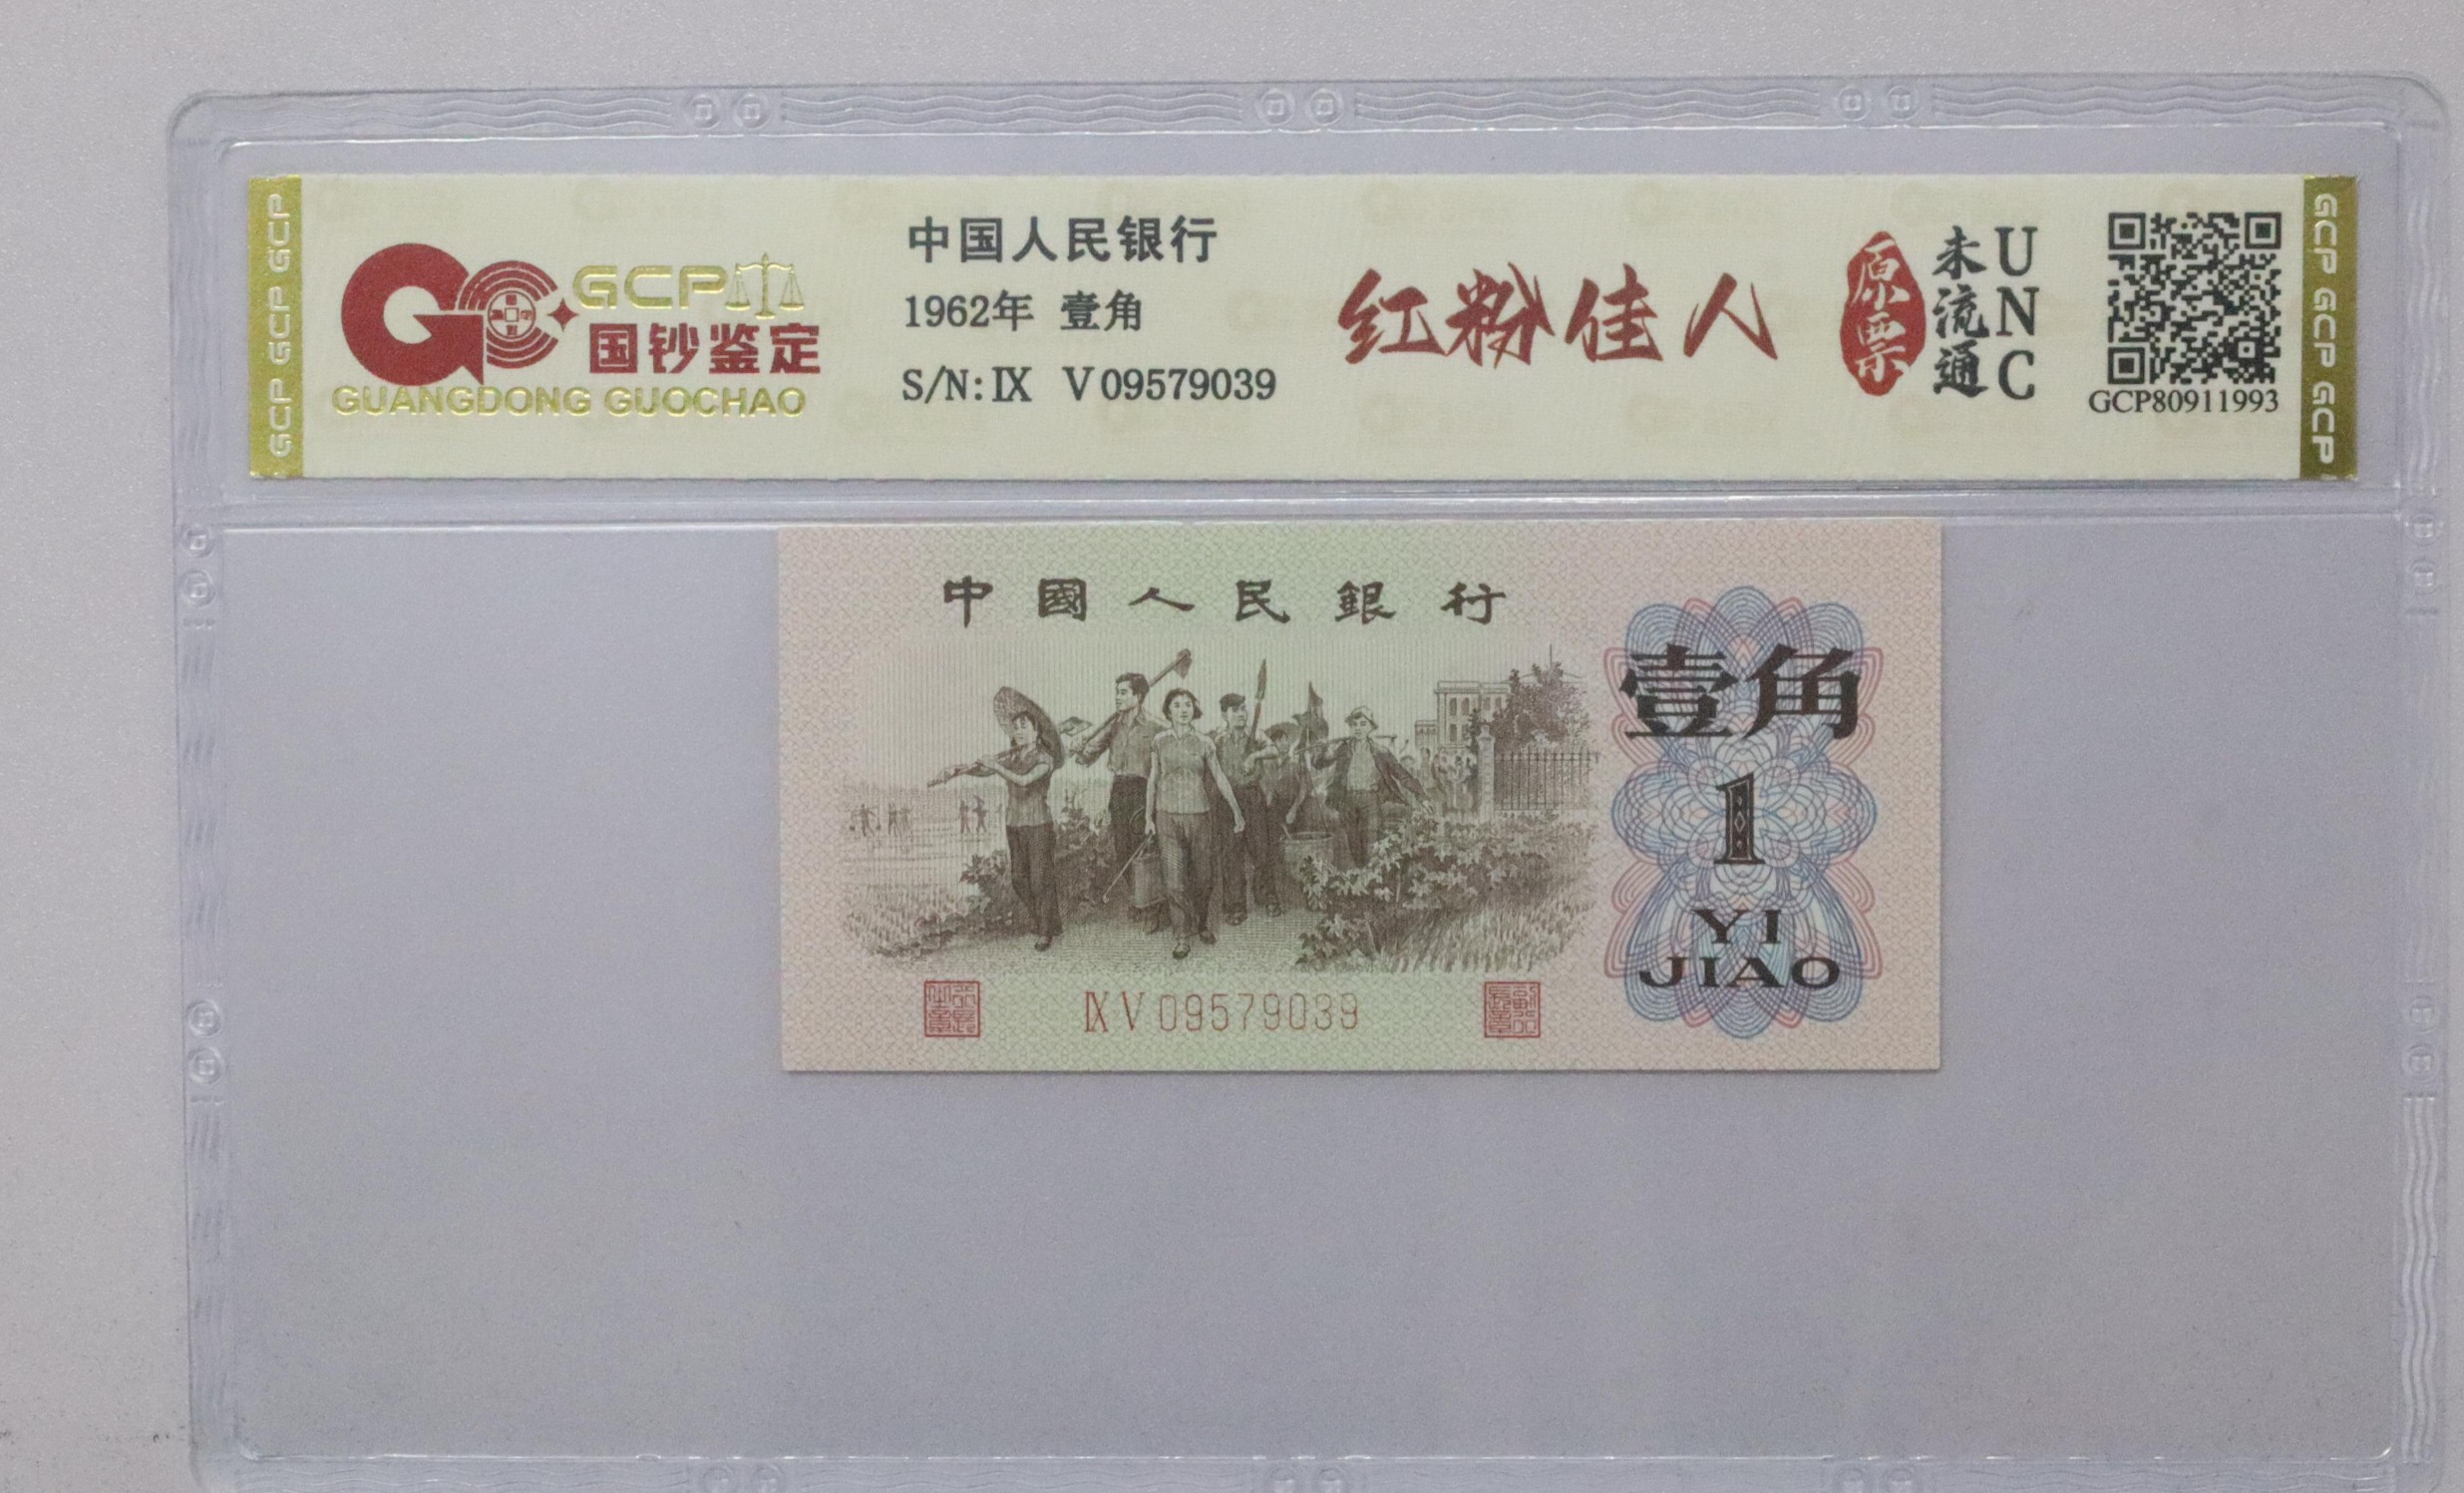 GCP GCP GCP
GCP
国钞鉴定
GUANGDONG GUOCHAO
中国人民银行
1962年 壹角
S/N: IX V 09579039
红粉佳人
原票
未流通
UNC
GCP80911993
GCP GCP GCP
中國人民銀行
壹角
1
YI
JIAO
IX V 09579039